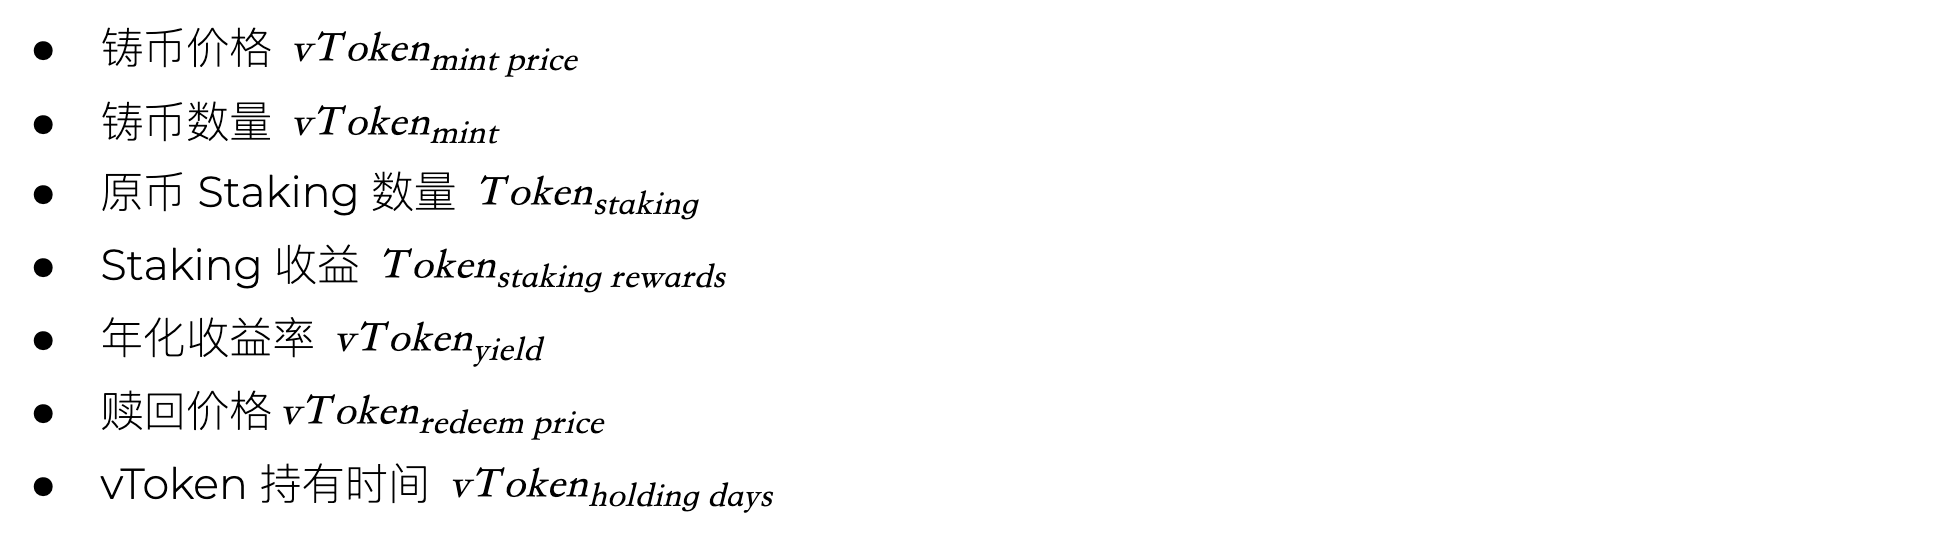 ● 铸币价格 vToken_mint price
● 铸币数量 vToken_mint
● 原币 Staking 数量 Token_staking
● Staking 收益 Token_staking rewards
● 年化收益率 vToken_yield
● 赎回价格 vToken_redeem price
● vToken 持有时间 vToken_holding days